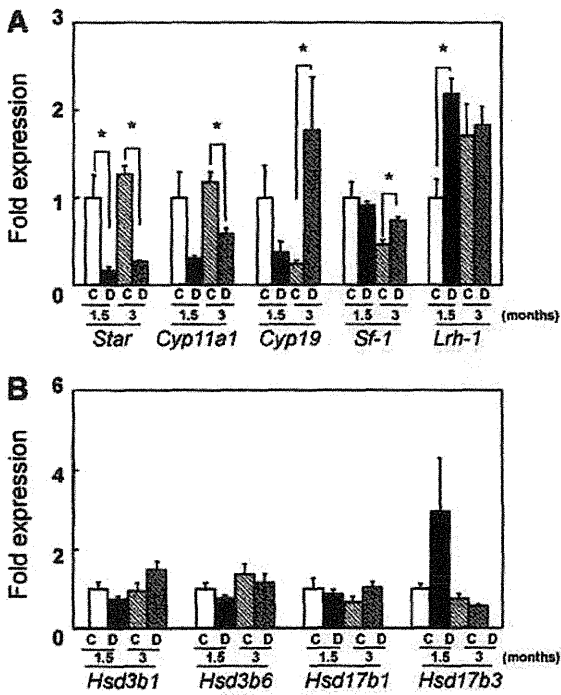 A
Fold expression
3
2
1
0
* * * * * *
C D C D C D C D C D C D C D C D C D C D
1.5 3 1.5 3 1.5 3 1.5 3 1.5 3 (months)
Star Cyp11a1 Cyp19 Sf-1 Lrh-1
B
Fold expression
6
4
2
0
C D C D C D C D C D C D C D C D
1.5 3 1.5 3 1.5 3 1.5 3 (months)
Hsd3b1 Hsd3b6 Hsd17b1 Hsd17b3